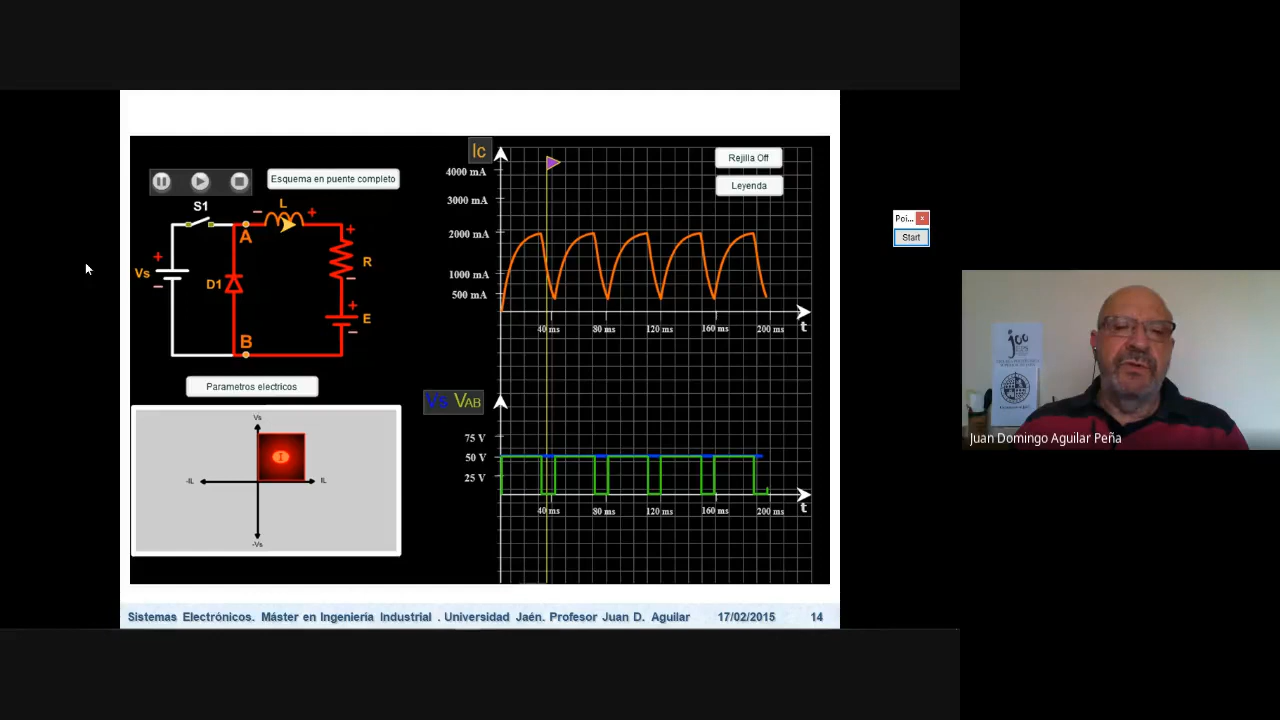 Ic
4000 mA
3000 mA
2000 mA
1000 mA
500 mA
40 ms
80 ms
120 ms
160 ms
200 ms
t
Rejilla Off
Leyenda
Esquema en puente completo
S1
L
A
R
Vs
D1
E
B
Parametros electricos
Vs
-IL
I
IL
-Vs
Vs VAB
75 V
50 V
25 V
40 ms
80 ms
120 ms
160 ms
200 ms
t
Sistemas Electrónicos. Máster en Ingeniería Industrial . Universidad Jaén. Profesor Juan D. Aguilar
17/02/2015
14
Poi...
Start
Juan Domingo Aguilar Peña